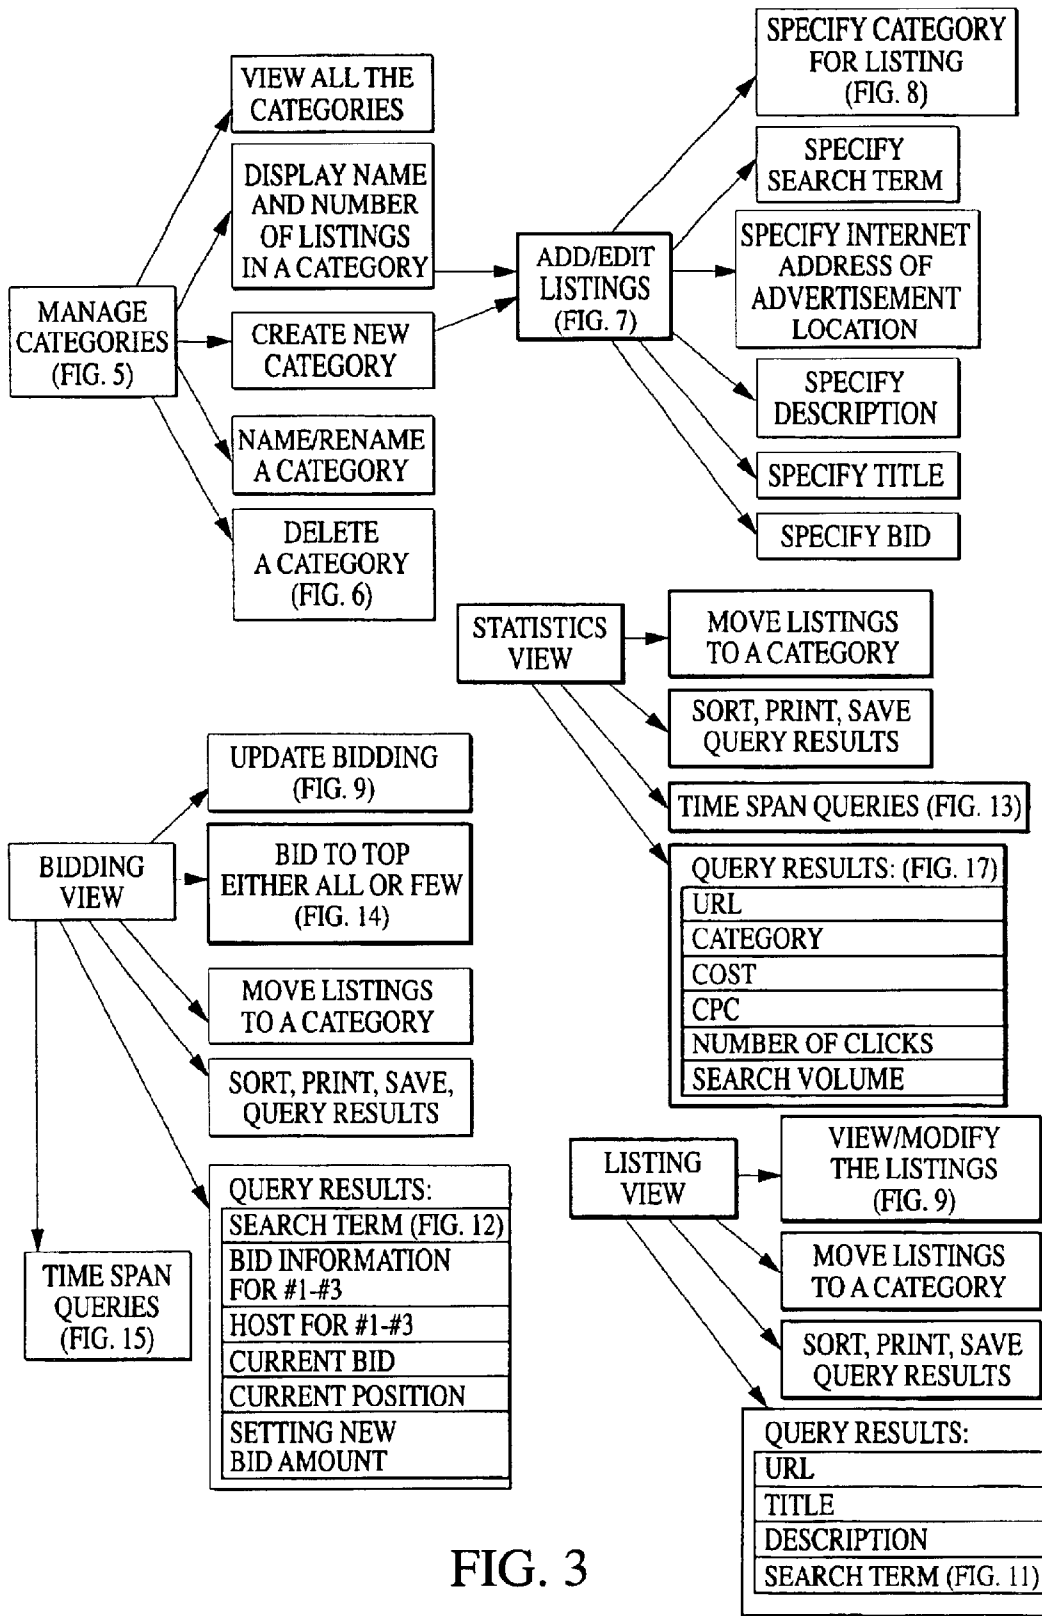 VIEW ALL THE
CATEGORIES
DISPLAY NAME
AND NUMBER
OF LISTINGS
IN A CATEGORY
MANAGE
CATEGORIES
(FIG. 5)
CREATE NEW
CATEGORY
NAME/RENAME
A CATEGORY
DELETE
A CATEGORY
(FIG. 6)
ADD/EDIT
LISTINGS
(FIG. 7)
SPECIFY CATEGORY
FOR LISTING
(FIG. 8)
SPECIFY
SEARCH TERM
SPECIFY INTERNET
ADDRESS OF
ADVERTISEMENT
LOCATION
SPECIFY
DESCRIPTION
SPECIFY TITLE
SPECIFY BID
STATISTICS
VIEW
MOVE LISTINGS
TO A CATEGORY
SORT, PRINT, SAVE
QUERY RESULTS
TIME SPAN QUERIES (FIG. 13)
QUERY RESULTS: (FIG. 17)
URL
CATEGORY
COST
CPC
NUMBER OF CLICKS
SEARCH VOLUME
BIDDING
VIEW
UPDATE BIDDING
(FIG. 9)
BID TO TOP
EITHER ALL OR FEW
(FIG. 14)
MOVE LISTINGS
TO A CATEGORY
SORT, PRINT, SAVE,
QUERY RESULTS
QUERY RESULTS:
SEARCH TERM (FIG. 12)
BID INFORMATION
FOR #1-#3
HOST FOR #1-#3
CURRENT BID
CURRENT POSITION
SETTING NEW
BID AMOUNT
TIME SPAN
QUERIES
(FIG. 15)
LISTING
VIEW
VIEW/MODIFY
THE LISTINGS
(FIG. 9)
MOVE LISTINGS
TO A CATEGORY
SORT, PRINT, SAVE
QUERY RESULTS
QUERY RESULTS:
URL
TITLE
DESCRIPTION
SEARCH TERM (FIG. 11)
FIG. 3